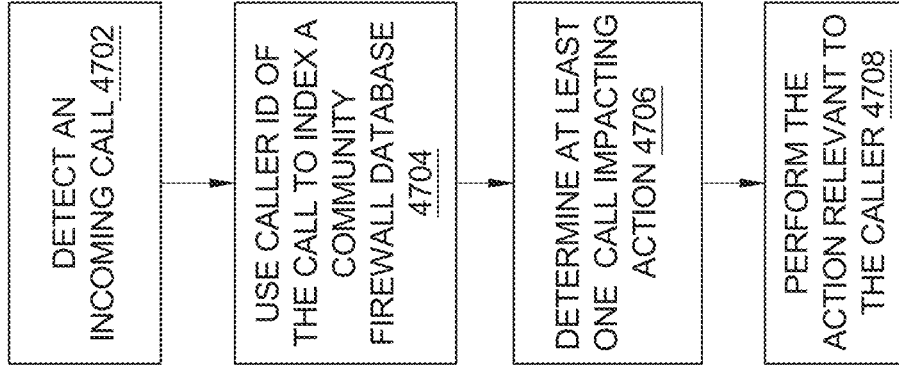 DETECT AN
INCOMING CALL 4702
USE CALLER ID OF
THE CALL TO INDEX A
COMMUNITY
FIREWALL DATABASE
4704
DETERMINE AT LEAST
ONE CALL IMPACTING
ACTION 4706
PERFORM THE
ACTION RELEVANT TO
THE CALLER 4708